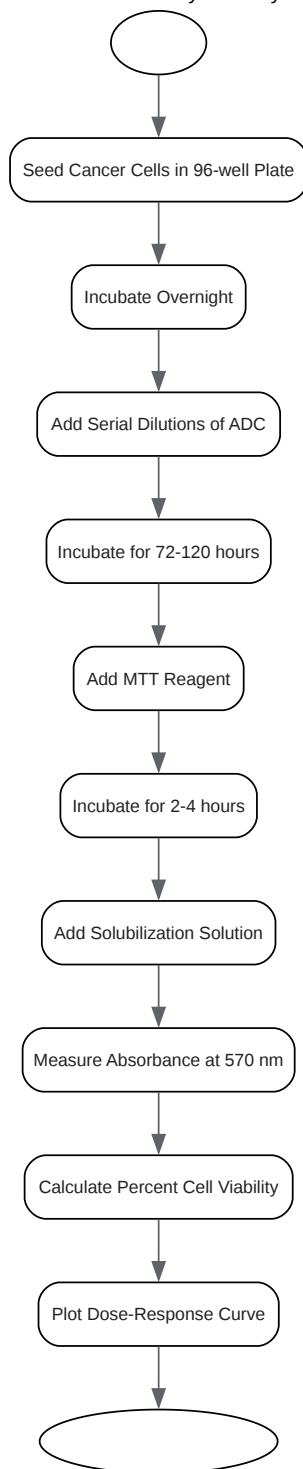 Seed Cancer Cells in 96-well Plate
Incubate Overnight
Add Serial Dilutions of ADC
Incubate for 72-120 hours
Add MTT Reagent
Incubate for 2-4 hours
Add Solubilization Solution
Measure Absorbance at 570 nm
Calculate Percent Cell Viability
Plot Dose-Response Curve